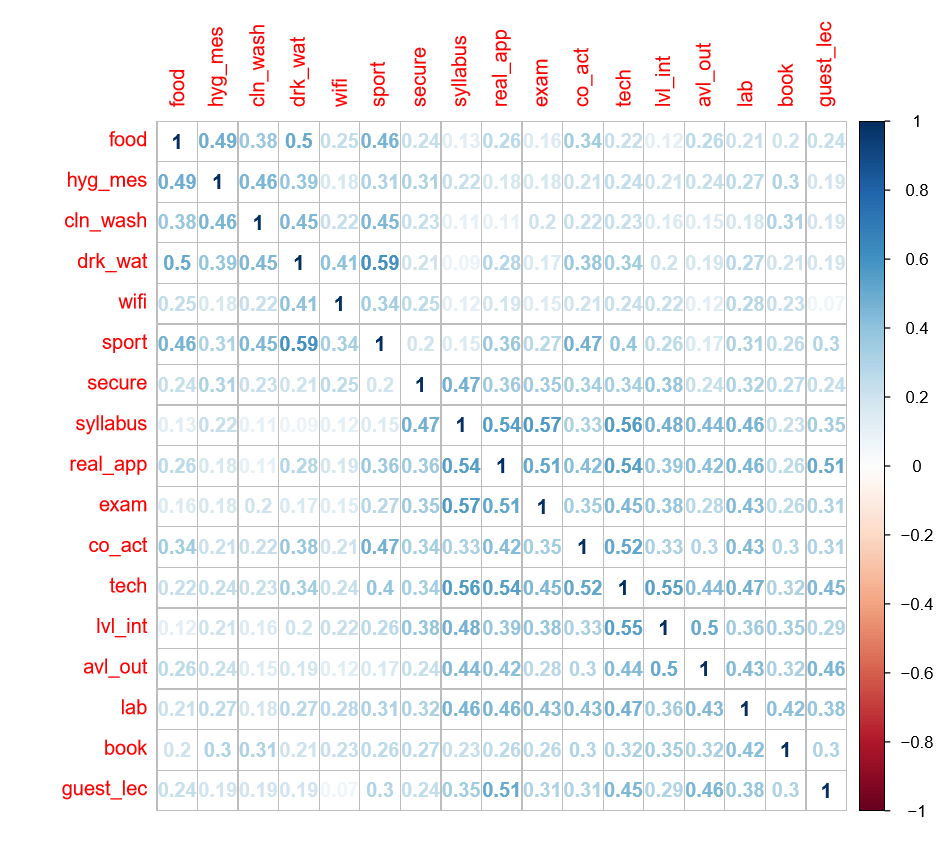 food hyg_mes cln_wash drk_wat wifi sport secure syllabus real_app exam co_act tech lvl_int avl_out lab book guest_lec
food 1 0.49 0.38 0.5 0.25 0.46 0.24 0.13 0.26 0.16 0.34 0.22 0.12 0.26 0.21 0.2 0.24
hyg_mes 0.49 1 0.46 0.39 0.18 0.31 0.31 0.22 0.18 0.18 0.21 0.24 0.21 0.24 0.27 0.3 0.19
cln_wash 0.38 0.46 1 0.45 0.22 0.45 0.23 0.11 0.11 0.2 0.22 0.23 0.16 0.15 0.18 0.31 0.19
drk_wat 0.5 0.39 0.45 1 0.41 0.59 0.21 0.09 0.28 0.17 0.38 0.34 0.2 0.19 0.27 0.21 0.19
wifi 0.25 0.18 0.22 0.41 1 0.34 0.25 0.12 0.19 0.15 0.21 0.24 0.22 0.12 0.28 0.23 0.07
sport 0.46 0.31 0.45 0.59 0.34 1 0.2 0.15 0.36 0.27 0.47 0.4 0.26 0.17 0.31 0.26 0.3
secure 0.24 0.31 0.23 0.21 0.25 0.2 1 0.47 0.36 0.35 0.34 0.34 0.38 0.24 0.32 0.27 0.24
syllabus 0.13 0.22 0.11 0.09 0.12 0.15 0.47 1 0.54 0.57 0.33 0.56 0.48 0.44 0.46 0.23 0.35
real_app 0.26 0.18 0.11 0.28 0.19 0.36 0.36 0.54 1 0.51 0.42 0.54 0.39 0.42 0.46 0.26 0.51
exam 0.16 0.18 0.2 0.17 0.15 0.27 0.35 0.57 0.51 1 0.35 0.45 0.38 0.28 0.43 0.26 0.31
co_act 0.34 0.21 0.22 0.38 0.21 0.47 0.34 0.33 0.42 0.35 1 0.52 0.33 0.3 0.43 0.3 0.31
tech 0.22 0.24 0.23 0.34 0.24 0.4 0.34 0.56 0.54 0.45 0.52 1 0.55 0.44 0.47 0.32 0.45
lvl_int 0.12 0.21 0.16 0.2 0.22 0.26 0.38 0.48 0.39 0.38 0.33 0.55 1 0.5 0.36 0.35 0.29
avl_out 0.26 0.24 0.15 0.19 0.12 0.17 0.24 0.44 0.42 0.28 0.3 0.44 0.5 1 0.43 0.32 0.46
lab 0.21 0.27 0.18 0.27 0.28 0.31 0.32 0.46 0.46 0.43 0.43 0.47 0.36 0.43 1 0.42 0.38
book 0.2 0.3 0.31 0.21 0.23 0.26 0.27 0.23 0.26 0.26 0.3 0.32 0.35 0.32 0.42 1 0.3
guest_lec 0.24 0.19 0.19 0.19 0.07 0.3 0.24 0.35 0.51 0.31 0.31 0.45 0.29 0.46 0.38 0.3 1
1
0.8
0.6
0.4
0.2
0
−0.2
−0.4
−0.6
−0.8
−1